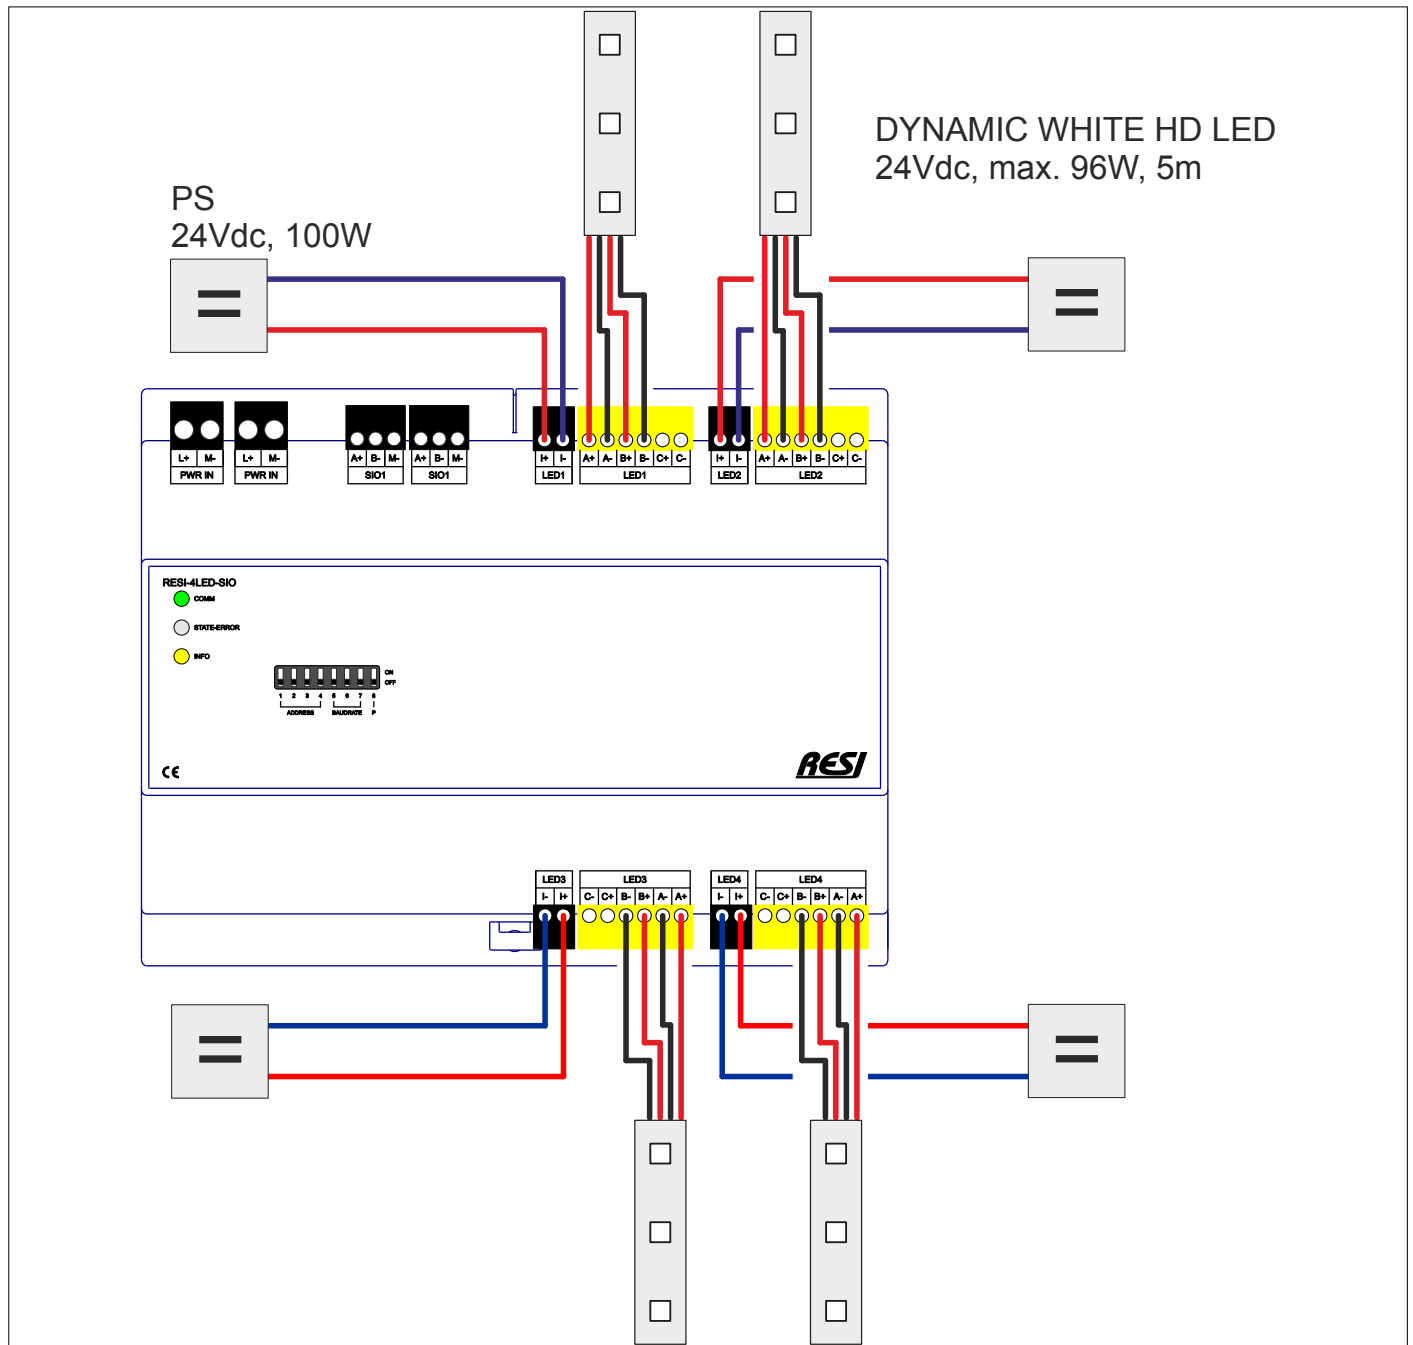 DYNAMIC WHITE HD LED
24Vdc, max. 96W, 5m
PS
24Vdc, 100W
L+ M- L+ M- A+ B- M- A+ B- M- I+ I- A+ A- B+ B- C+ C- I+ I- A+ A- B+ B- C+ C-
PWR IN PWR IN SIO1 SIO1 LED1 LED1 LED2 LED2
RESI-4LED-SIO
COMM
STATE-ERROR
INFO
ON
OFF
1 2 3 4 5 6 7 8
ADDRESS BAUDRATE P
CE RESI
LED3 LED3 LED4 LED4
I- I+ C- C+ B- B+ A- A+ I- I+ C- C+ B- B+ A- A+